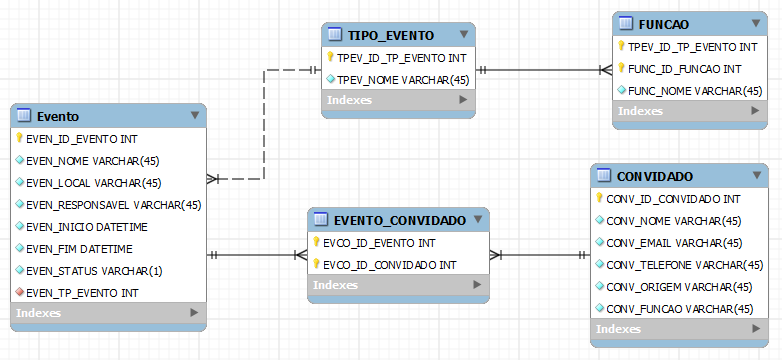 TIPO_EVENTO
TPEV_ID_TP_EVENTO INT
TPEV_NOME VARCHAR(45)
Indexes
FUNCAO
TPEV_ID_TP_EVENTO INT
FUNC_ID_FUNCAO INT
FUNC_NOME VARCHAR(45)
Indexes
Evento
EVEN_ID_EVENTO INT
EVEN_NOME VARCHAR(45)
EVEN_LOCAL VARCHAR(45)
EVEN_RESPONSAVEL VARCHAR(45)
EVEN_INICIO DATETIME
EVEN_FIM DATETIME
EVEN_STATUS VARCHAR(1)
EVEN_TP_EVENTO INT
Indexes
EVENTO_CONVIDADO
EVCO_ID_EVENTO INT
EVCO_ID_CONVIDADO INT
Indexes
CONVIDADO
CONV_ID_CONVIDADO INT
CONV_NOME VARCHAR(45)
CONV_EMAIL VARCHAR(45)
CONV_TELEFONE VARCHAR(45)
CONV_ORIGEM VARCHAR(45)
CONV_FUNCAO VARCHAR(45)
Indexes